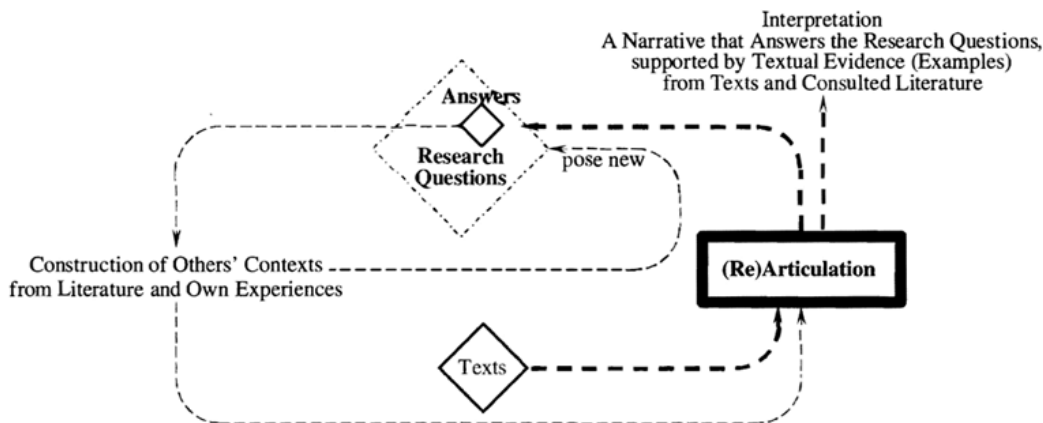 Interpretation
A Narrative that Answers the Research Questions,
supported by Textual Evidence (Examples)
from Texts and Consulted Literature
Answers
Research
Questions
pose new
Construction of Others' Contexts
from Literature and Own Experiences
(Re)Articulation
Texts